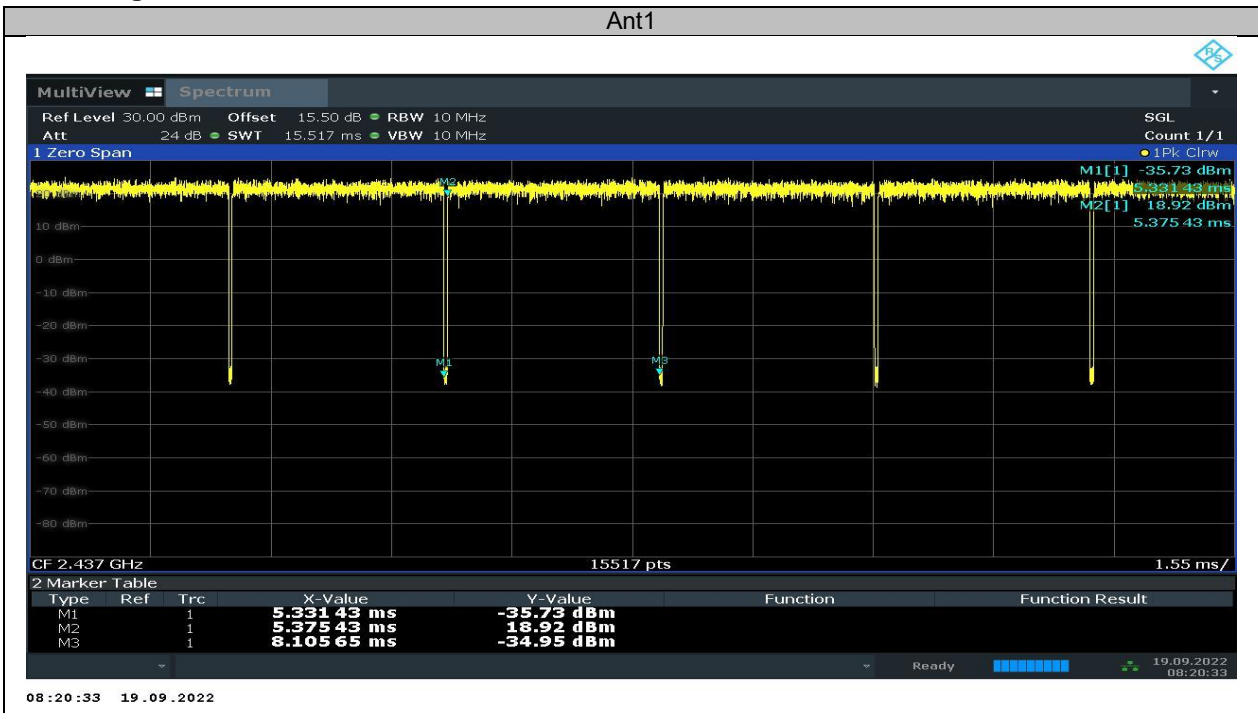 Ant1
R&S
MultiView Spectrum
Ref Level 30.00 dBm Offset 15.50 dB RBW 10 MHz SGL
Att 24 dB SWT 15.517 ms VBW 10 MHz Count 1/1
1 Zero Span 1Pk Clrw
M1[1] -35.73 dBm
5.331 43 ms
M2[1] 18.92 dBm
5.375 43 ms
M2
10 dBm
0 dBm
-10 dBm
-20 dBm
-30 dBm
M1 M3
-40 dBm
-50 dBm
-60 dBm
-70 dBm
-80 dBm
CF 2.437 GHz 15517 pts 1.55 ms/
2 Marker Table
Type Ref Trc X-Value Y-Value Function Function Result
M1 1 5.331 43 ms -35.73 dBm
M2 1 5.375 43 ms 18.92 dBm
M3 1 8.105 65 ms -34.95 dBm
Ready 19.09.2022
08:20:33
08:20:33 19.09.2022